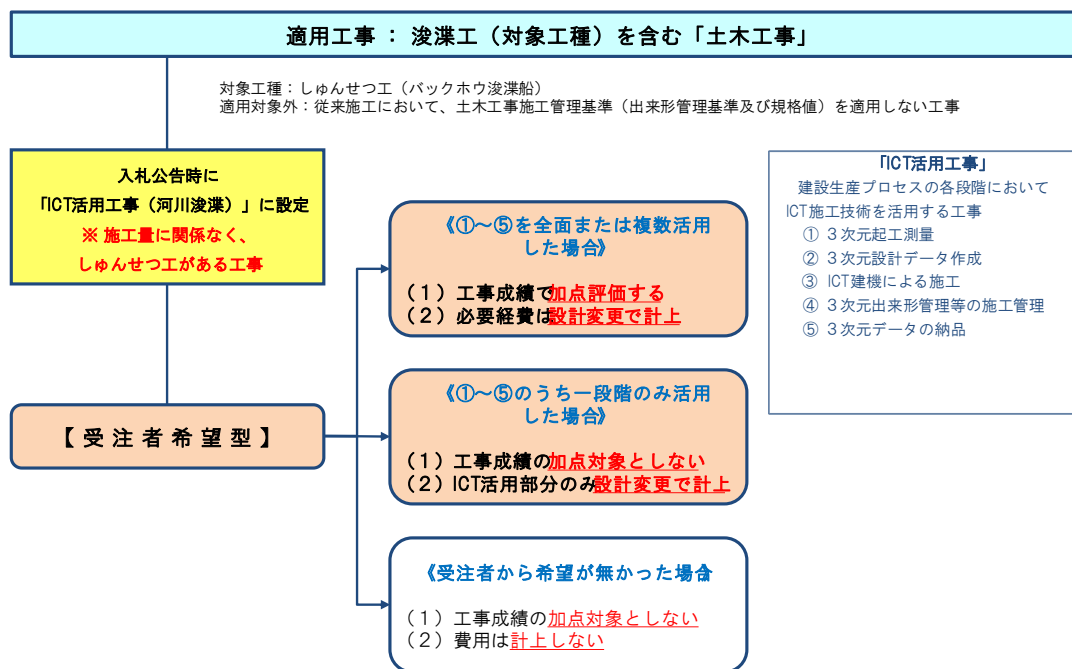 適用工事 ： 浚渫工（対象工種）を含む「土木工事」
対象工種：しゅんせつ工（バックホウ浚渫船）
適用対象外：従来施工において、土木工事施工管理基準（出来形管理基準及び規格値）を適用しない工事
入札公告時に
「ICT活用工事（河川浚渫）」に設定
※ 施工量に関係なく、
しゅんせつ工がある工事
【 受 注 者 希 望 型 】
《①～⑤を全面または複数活用
した場合》
（１）工事成績で加点評価する
（２）必要経費は設計変更で計上
《①～⑤のうち一段階のみ活用
した場合》
（１）工事成績の加点対象としない
（２）ICT活用部分のみ設計変更で計上
《受注者から希望が無かった場合》
（１）工事成績の加点対象としない
（２）費用は計上しない
「ICT活用工事」
建設生産プロセスの各段階において
ICT施工技術を活用する工事
① ３次元起工測量
② ３次元設計データ作成
③ ICT建機による施工
④ ３次元出来形管理等の施工管理
⑤ ３次元データの納品